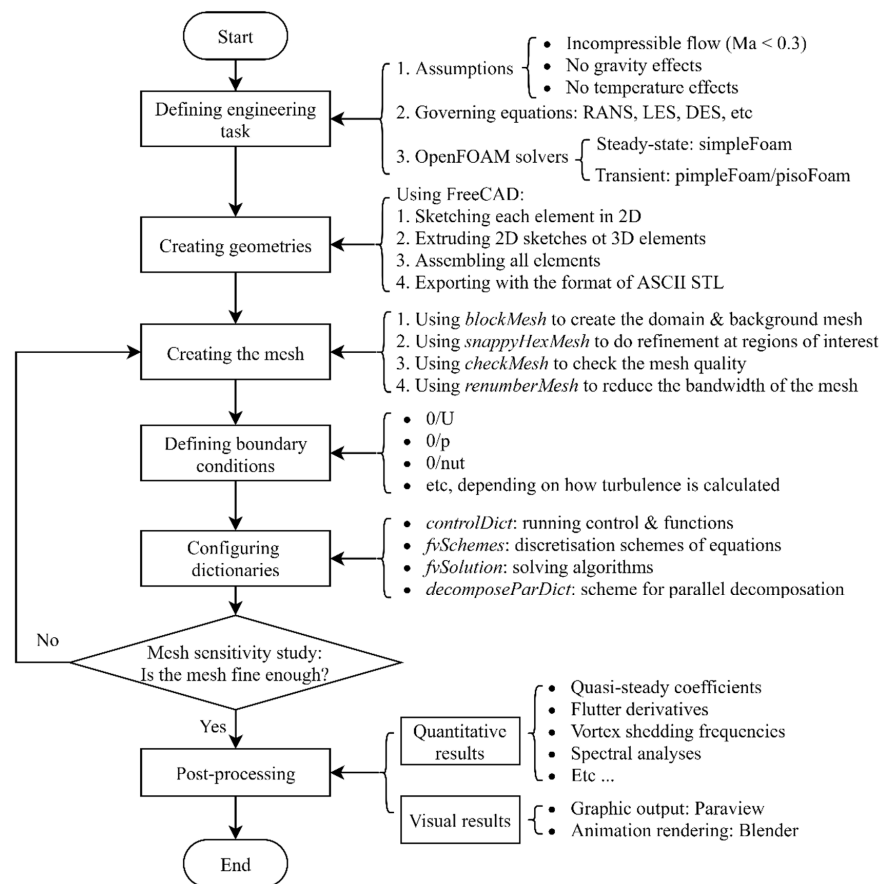 Start
Defining engineering
task
1. Assumptions
• Incompressible flow (Ma < 0.3)
• No gravity effects
• No temperature effects
2. Governing equations: RANS, LES, DES, etc
3. OpenFOAM solvers
Steady-state: simpleFoam
Transient: pimpleFoam/pisoFoam
Creating geometries
Using FreeCAD:
1. Sketching each element in 2D
2. Extruding 2D sketches ot 3D elements
3. Assembling all elements
4. Exporting with the format of ASCII STL
Creating the mesh
1. Using blockMesh to create the domain & background mesh
2. Using snappyHexMesh to do refinement at regions of interest
3. Using checkMesh to check the mesh quality
4. Using renumberMesh to reduce the bandwidth of the mesh
Defining boundary
conditions
• 0/U
• 0/p
• 0/nut
• etc, depending on how turbulence is calculated
Configuring
dictionaries
• controlDict: running control & functions
• fvSchemes: discretisation schemes of equations
• fvSolution: solving algorithms
• decomposeParDict: scheme for parallel decomposation
No
Mesh sensitivity study:
Is the mesh fine enough?
Yes
Post-processing
Quantitative
results
• Quasi-steady coefficients
• Flutter derivatives
• Vortex shedding frequencies
• Spectral analyses
• Etc ...
Visual results
• Graphic output: Paraview
• Animation rendering: Blender
End